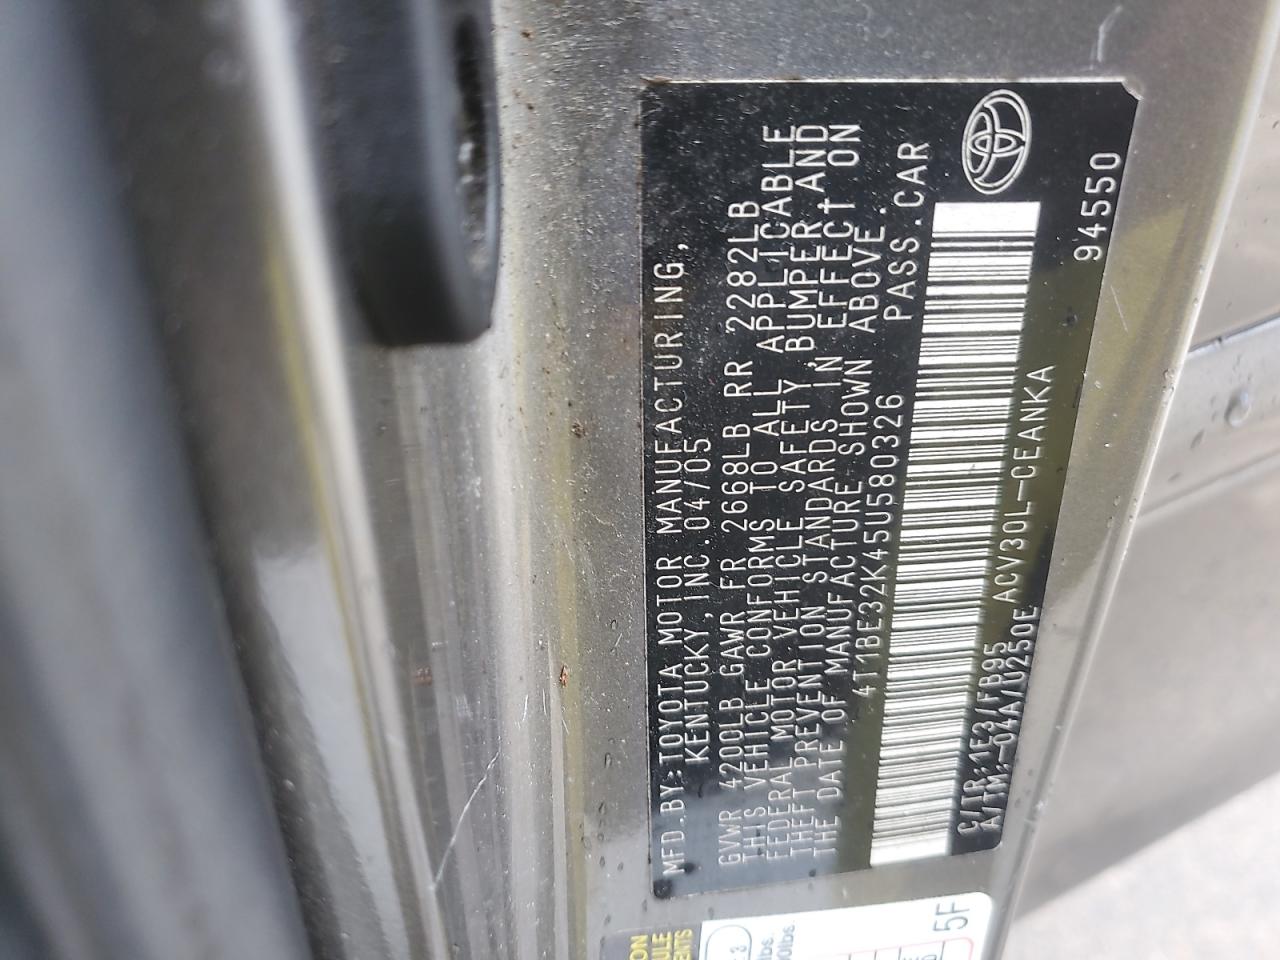 MFD.BY:TOYOTA MOTOR MANUFACTURING,
KENTUCKY, INC. 04/05
GVWR 4200LB GAWR FR 2668LB RR 2282LB
THIS VEHICLE CONFORMS TO ALL APPLICABLE
FEDERAL MOTOR VEHICLE SAFETY, BUMPER, AND
THEFT PREVENTION STANDARDS IN EFFECT ON
THE DATE OF MANUFACTURE SHOWN ABOVE.
4T1BE32K45U580326 PASS.CAR
C/TR: 1E3/FB95 ACV30L-CEANKA
A/TM:-04A/U250E
94550
5F